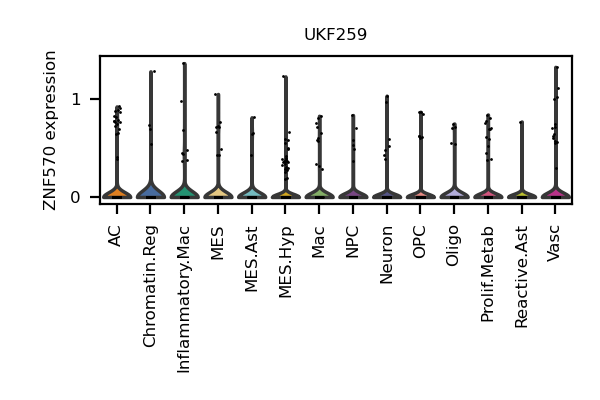 UKF259
ZNF570 expression
1
0
AC
Chromatin.Reg
Inflammatory.Mac
MES
MES.Ast
MES.Hyp
Mac
NPC
Neuron
OPC
Oligo
Prolif.Metab
Reactive.Ast
Vasc